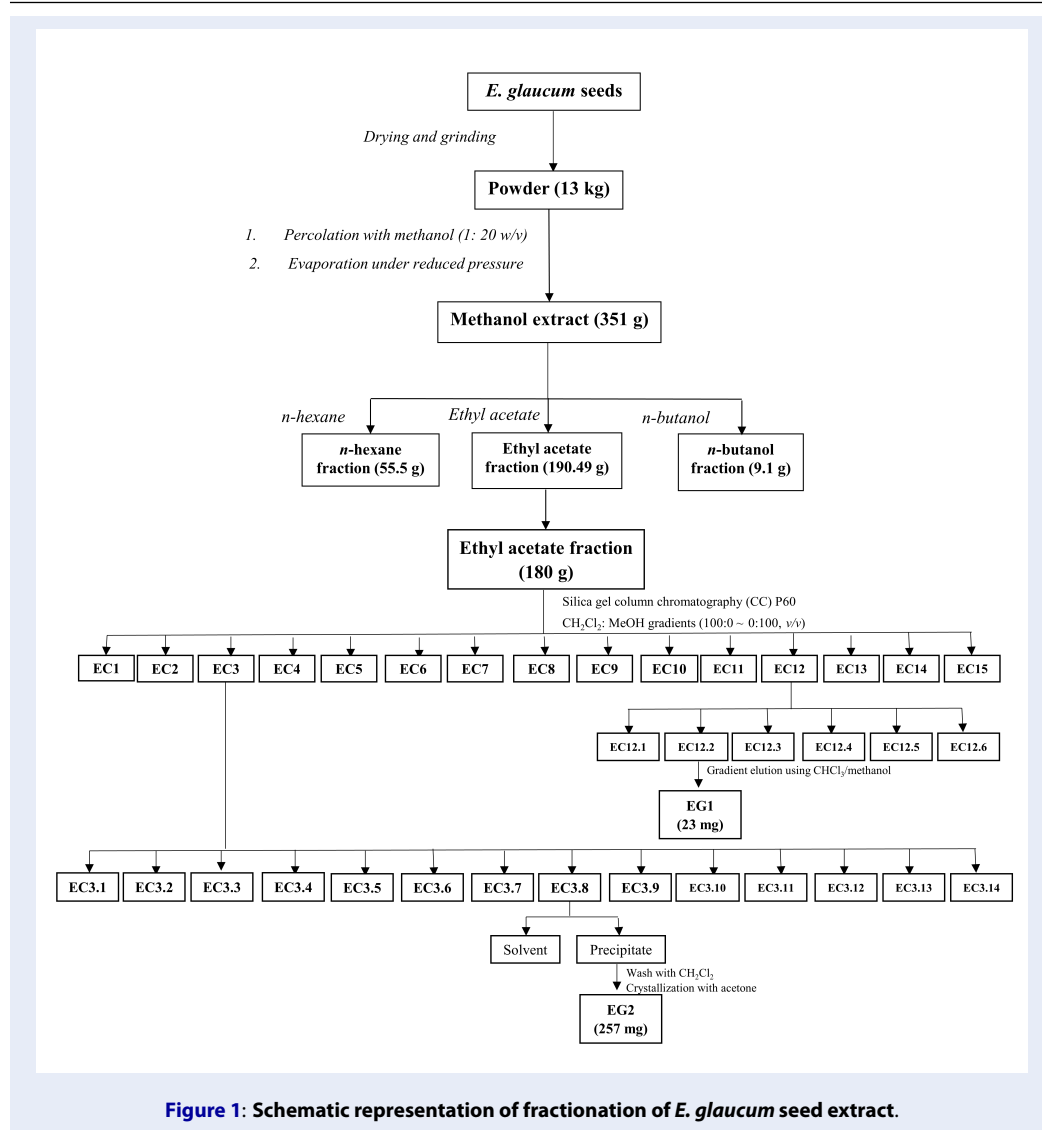 E. glaucum seeds
Drying and grinding
Powder (13 kg)
1. Percolation with methanol (1: 20 w/v)
2. Evaporation under reduced pressure
Methanol extract (351 g)
n-hexane
Ethyl acetate
n-butanol
n-hexane
fraction (55.5 g)
Ethyl acetate
fraction (190.49 g)
n-butanol
fraction (9.1 g)
Ethyl acetate fraction
(180 g)
Silica gel column chromatography (CC) P60
CH₂Cl₂: MeOH gradients (100:0 ~ 0:100, v/v)
EC1 EC2 EC3 EC4 EC5 EC6 EC7 EC8 EC9 EC10 EC11 EC12 EC13 EC14 EC15
EC12.1 EC12.2 EC12.3 EC12.4 EC12.5 EC12.6
Gradient elution using CHCl₃/methanol
EG1
(23 mg)
EC3.1 EC3.2 EC3.3 EC3.4 EC3.5 EC3.6 EC3.7 EC3.8 EC3.9 EC3.10 EC3.11 EC3.12 EC3.13 EC3.14
Solvent Precipitate
Wash with CH₂Cl₂
Crystallization with acetone
EG2
(257 mg)
Figure 1: Schematic representation of fractionation of E. glaucum seed extract.